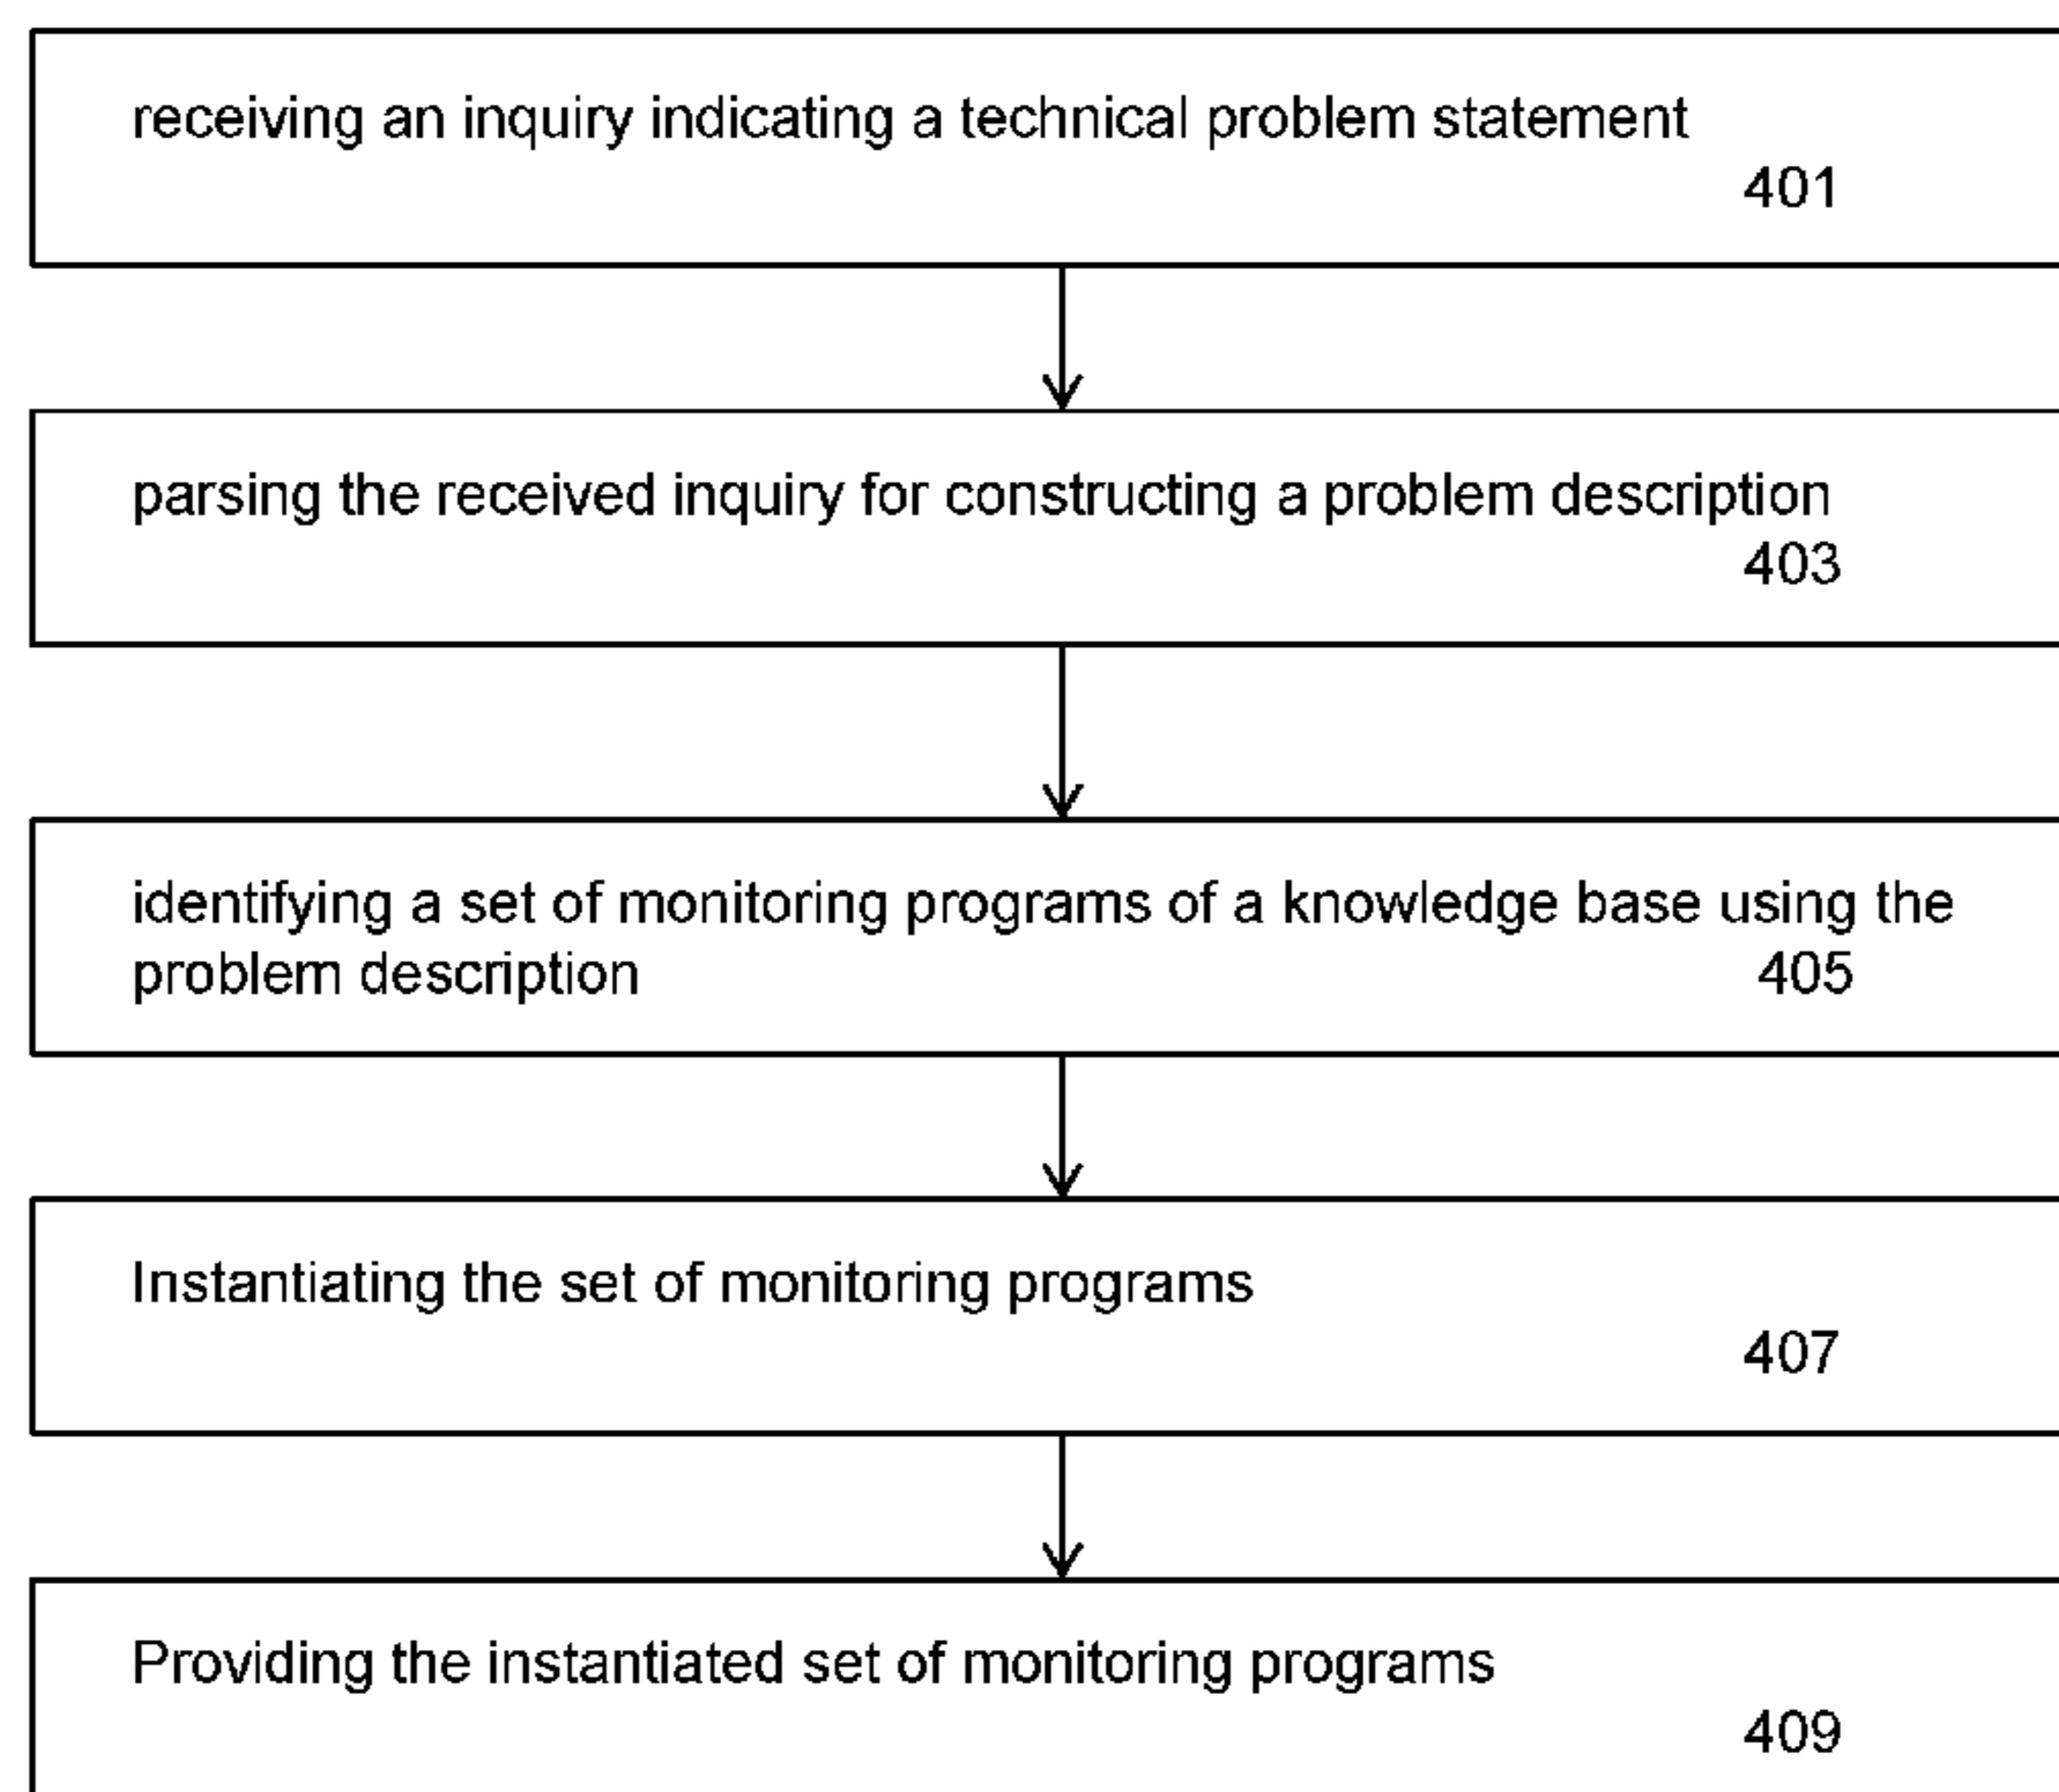 receiving an inquiry indicating a technical problem statement
401
parsing the received inquiry for constructing a problem description
403
identifying a set of monitoring programs of a knowledge base using the
problem description 405
Instantiating the set of monitoring programs
407
Providing the instantiated set of monitoring programs
409